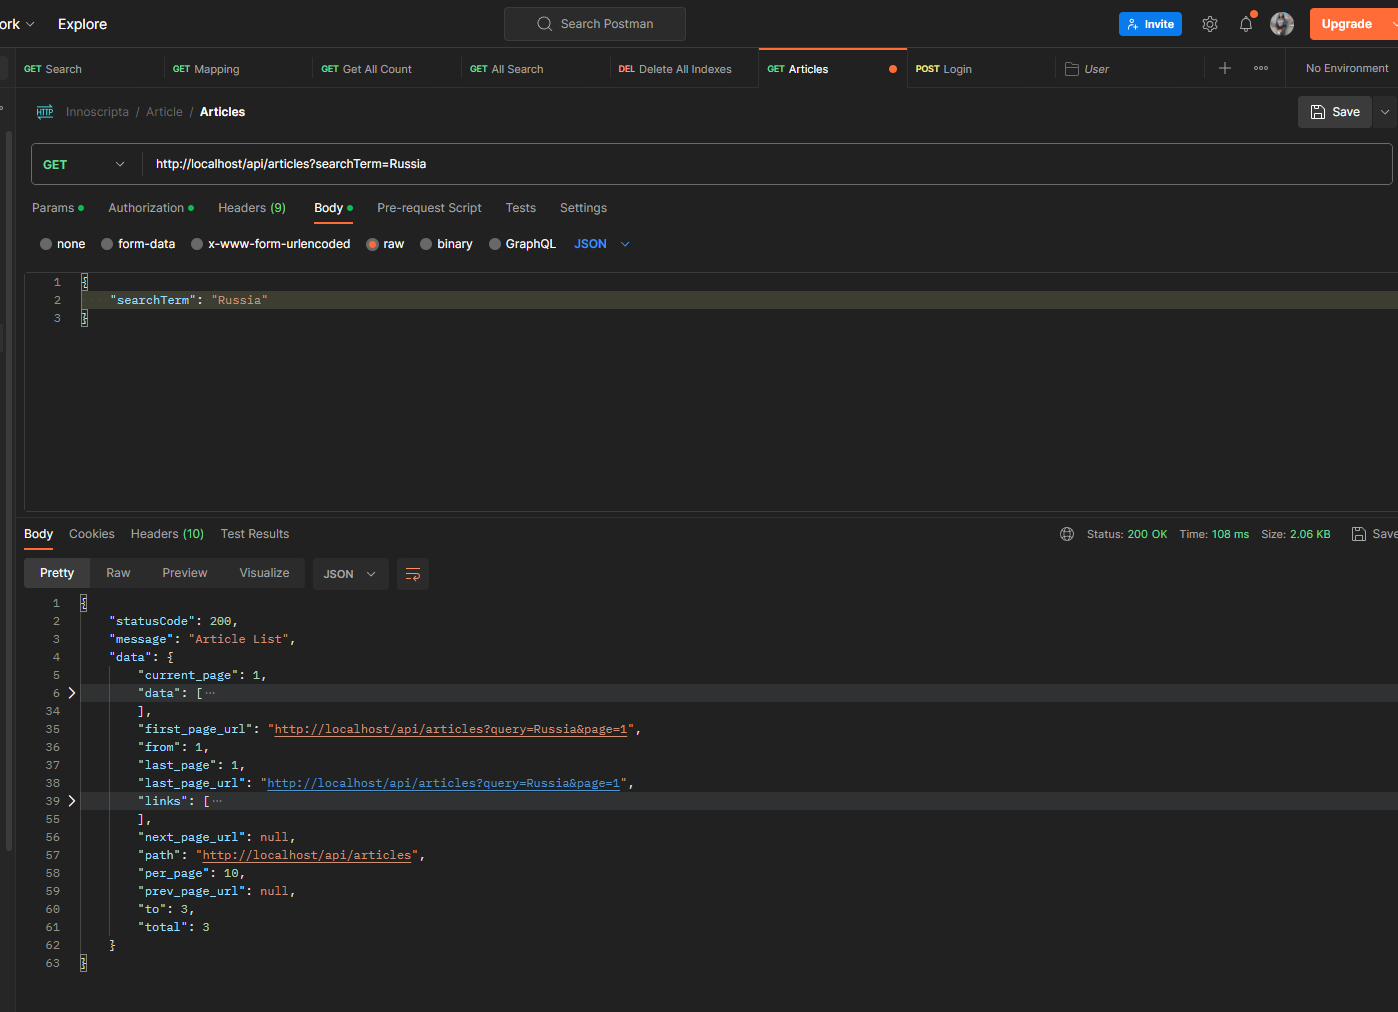 ork Explore Search Postman Invite Upgrade
GET Search GET Mapping GET Get All Count GET All Search DEL Delete All Indexes GET Articles POST Login User No Environment
HTTP Innoscripta / Article / Articles Save
GET http://localhost/api/articles?searchTerm=Russia
Params Authorization Headers (9) Body Pre-request Script Tests Settings
none form-data x-www-form-urlencoded raw binary GraphQL JSON
1 {
2 "searchTerm": "Russia"
3 }
Body Cookies Headers (10) Test Results Status: 200 OK Time: 108 ms Size: 2.06 KB Save
Pretty Raw Preview Visualize JSON
1 {
2 "statusCode": 200,
3 "message": "Article List",
4 "data": {
5 "current_page": 1,
6 "data": [ ⋯
34 ],
35 "first_page_url": "http://localhost/api/articles?query=Russia&page=1",
36 "from": 1,
37 "last_page": 1,
38 "last_page_url": "http://localhost/api/articles?query=Russia&page=1",
39 "links": [ ⋯
55 ],
56 "next_page_url": null,
57 "path": "http://localhost/api/articles",
58 "per_page": 10,
59 "prev_page_url": null,
60 "to": 3,
61 "total": 3
62 }
63 }